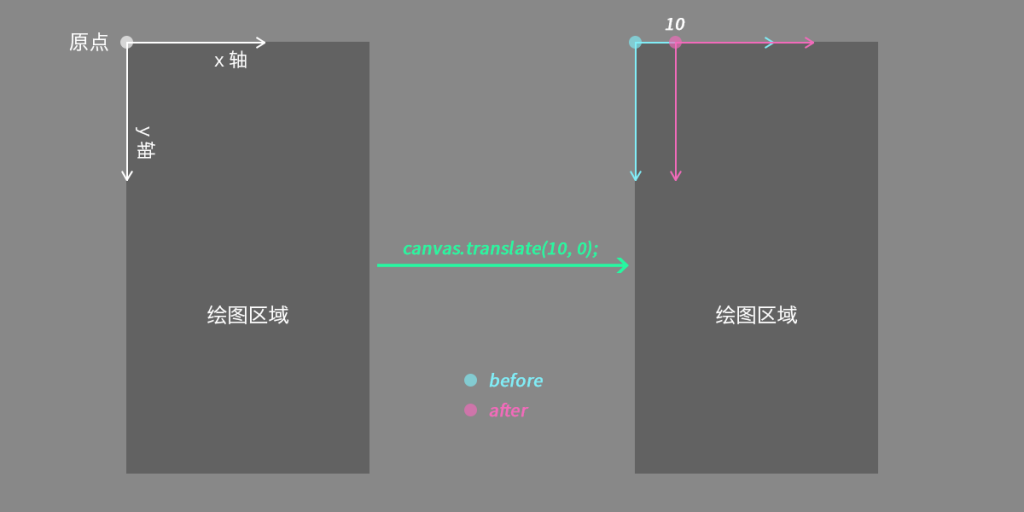 原点
x 轴
y 轴
绘图区域
canvas.translate(10, 0);
before
after
10
绘图区域